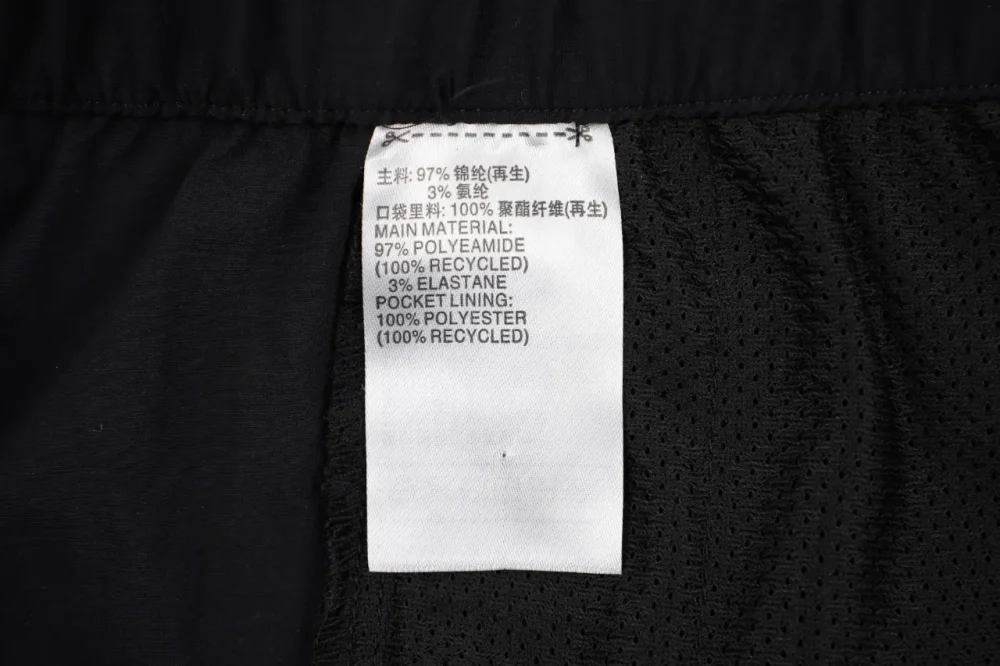 主料: 97% 锦纶(再生)
3% 氨纶
口袋里料: 100% 聚酯纤维(再生)
MAIN MATERIAL:
97% POLYEAMIDE
(100% RECYCLED)
3% ELASTANE
POCKET LINING:
100% POLYESTER
(100% RECYCLED)